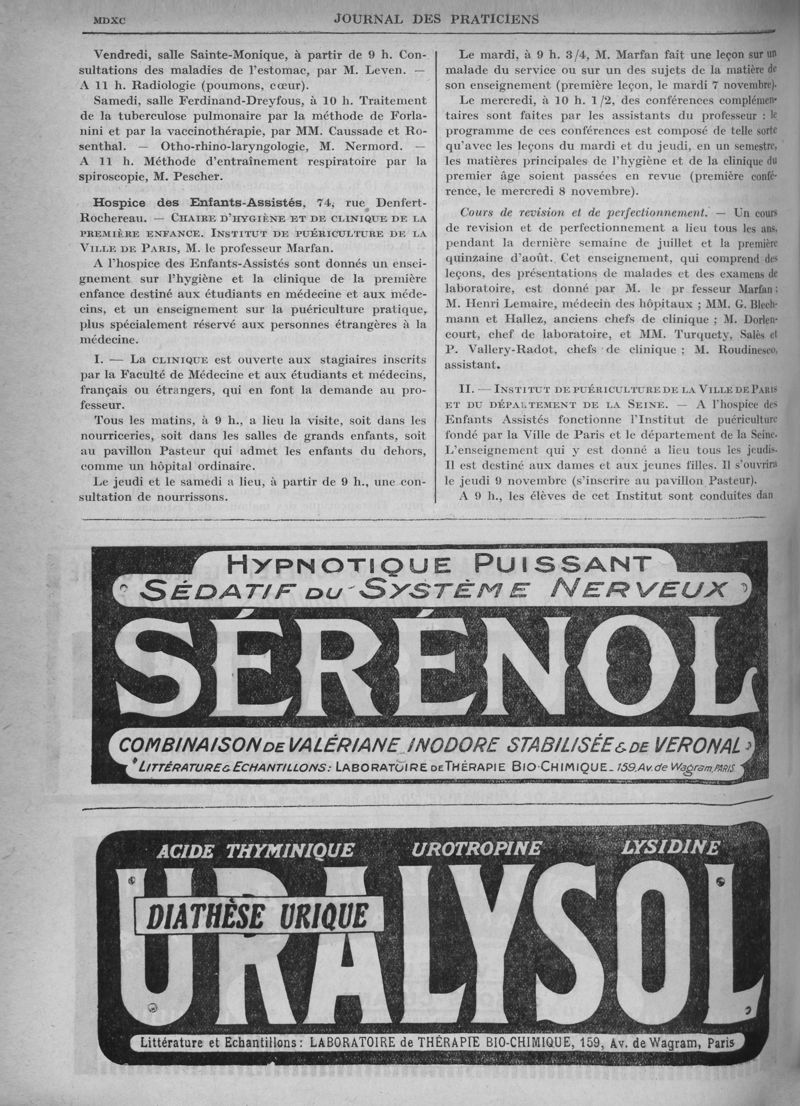 MDXC
JOURNAL DES PRATICIENS
Vendredi, salle Sainte-Monique, à partir de 9 h. Con-
sultations des maladies de l'estomac, par M. Leven. —
A 11 h. Radiologie (poumons, cœur).
Samedi, salle Ferdinand-Dreyfous, à 10 h. Traitement
de la tuberculose pulmonaire par la méthode de Forla-
nini et par la vaccinothérapie, par MM. Caussade et Ro-
senthal. — Otho-rhino-laryngologie, M. Nermord. —
A 11 h. Méthode d'entraînement respiratoire par la
spiroscopie, M. Pescher.
Hospice des Enfants-Assistés, 74, rue Denfert-
Rochereau. — CHAIRE D'HYGIÈNE ET DE CLINIQUE DE LA
PREMIÈRE ENFANCE. INSTITUT DE PUÉRICULTURE DE LA
VILLE DE PARIS, M. le professeur Marfan.
A l'hospice des Enfants-Assistés sont donnés un ensei-
gnement sur l'hygiène et la clinique de la première
enfance destiné aux étudiants en médecine et aux méde-
cins, et un enseignement sur la puériculture pratique,
plus spécialement réservé aux personnes étrangères à la
médecine.
I. — LA CLINIQUE est ouverte aux stagiaires inscrits
par la Faculté de Médecine et aux étudiants et médecins,
français ou étrangers, qui en font la demande au pro-
fesseur.
Tous les matins, à 9 h., a lieu la visite, soit dans les
nourriceries, soit dans les salles de grands enfants, soit
au pavillon Pasteur qui admet les enfants du dehors,
comme un hôpital ordinaire.
Le jeudi et le samedi a lieu, à partir de 9 h., une con-
sultation de nourrissons.
Le mardi, à 9 h. 3/4, M. Marfan fait une leçon sur un
malade du service ou sur un des sujets de la matière de
son enseignement (première leçon, le mardi 7 novembre).
Le mercredi, à 10 h. 1/2, des conférences complémen-
taires sont faites par les assistants du professeur : le
programme de ces conférences est composé de telle sorte
qu'avec les leçons du mardi et du jeudi, en un semestre,
les matières principales de l'hygiène et de la clinique du
premier âge soient passées en revue (première confé-
rence, le mercredi 8 novembre).
Cours de revision et de perfectionnement. — Un cours
de revision et de perfectionnement a lieu tous les ans,
pendant la dernière semaine de juillet et la première
quinzaine d'août. Cet enseignement, qui comprend des
leçons, des présentations de malades et des examens de
laboratoire, est donné par M. le pr fesseur Marfan ;
M. Henri Lemaire, médecin des hôpitaux ; MM. G. Blech-
mann et Hallez, anciens chefs de clinique ; M. Dorlen-
court, chef de laboratoire, et MM. Turquety, Salès et
P. Vallery-Radot, chefs de clinique ; M. Roudinesco,
assistant.
II. — INSTITUT DE PUÉRICULTURE DE LA VILLE DE PARIS
ET DU DÉPARTEMENT DE LA SEINE. — A l'hospice des
Enfants Assistés fonctionne l'Institut de puériculture
fondé par la Ville de Paris et le département de la Seine.
L'enseignement qui y est donné a lieu tous les jeudis.
Il est destiné aux dames et aux jeunes filles. Il s'ouvrira
le jeudi 9 novembre (s'inscrire au pavillon Pasteur).
A 9 h., les élèves de cet Institut sont conduites dan
HYPNOTIQUE PUISSANT
SÉDATIF DU SYSTÈME NERVEUX
SÉRÉNOL
COMBINAISON DE VALÉRIANE INODORE STABILISÉE & DE VERONAL
LITTÉRATURE & ECHANTILLONS: LABORATOIRE DE THÉRAPIE BIO-CHIMIQUE_159, Av. de Wagram, PARIS
ACIDE THYMINIQUE UROTROPINE LYSIDINE
URALYSOL
DIATHÈSE URIQUE
Littérature et Echantillons: LABORATOIRE de THÉRAPIE BIO-CHIMIQUE, 159, Av. de Wagram, Paris